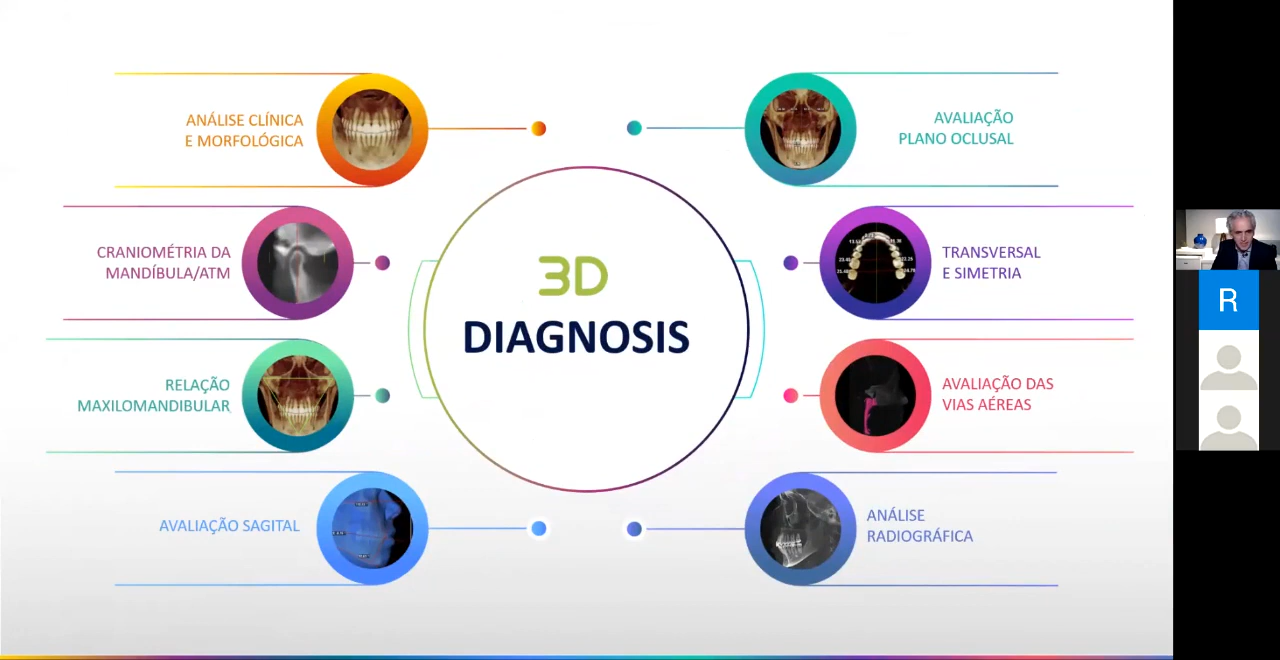 ANÁLISE CLÍNICA
E MORFOLÓGICA
CRANIOMÉTRIA DA
MANDÍBULA/ATM
RELAÇÃO
MAXILOMANDIBULAR
AVALIAÇÃO SAGITAL
3D
DIAGNOSIS
AVALIAÇÃO
PLANO OCLUSAL
TRANSVERSAL
E SIMETRIA
AVALIAÇÃO DAS
VIAS AÉREAS
ANÁLISE
RADIOGRÁFICA
R